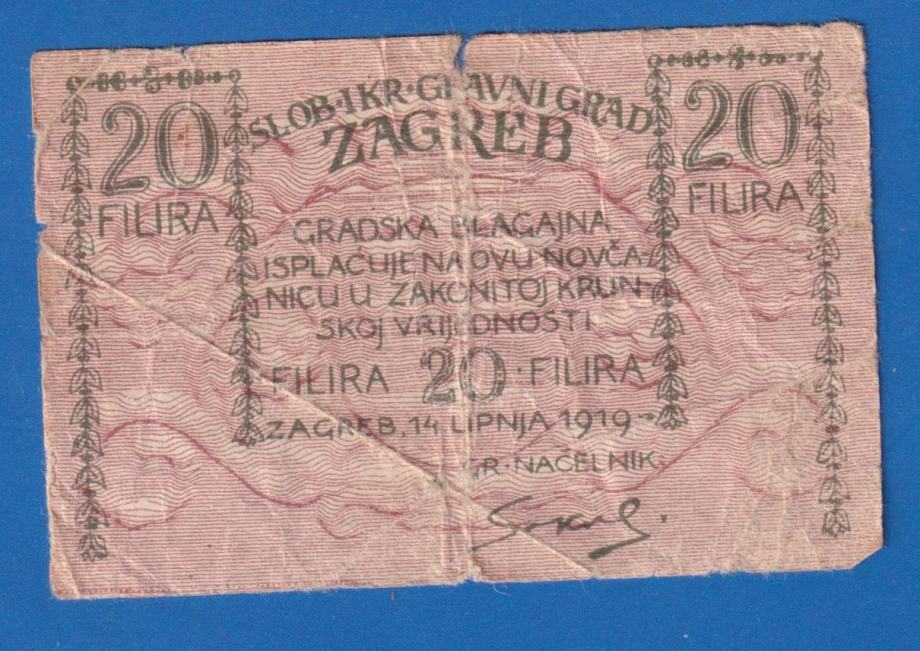 20
FILIRA
SLOB·I KR·GLAVNI GRAD
ZAGREB
20
FILIRA
GRADSKA BLAGAJNA
ISPLAĆUJE NA OVU NOVČA-
NICU U ZAKONITOJ KRUN-
SKOJ VRIJEDNOSTI
FILIRA 20 · FILIRA
ZAGREB, 14 LIPNJA 1919
GR·NAČELNIK: